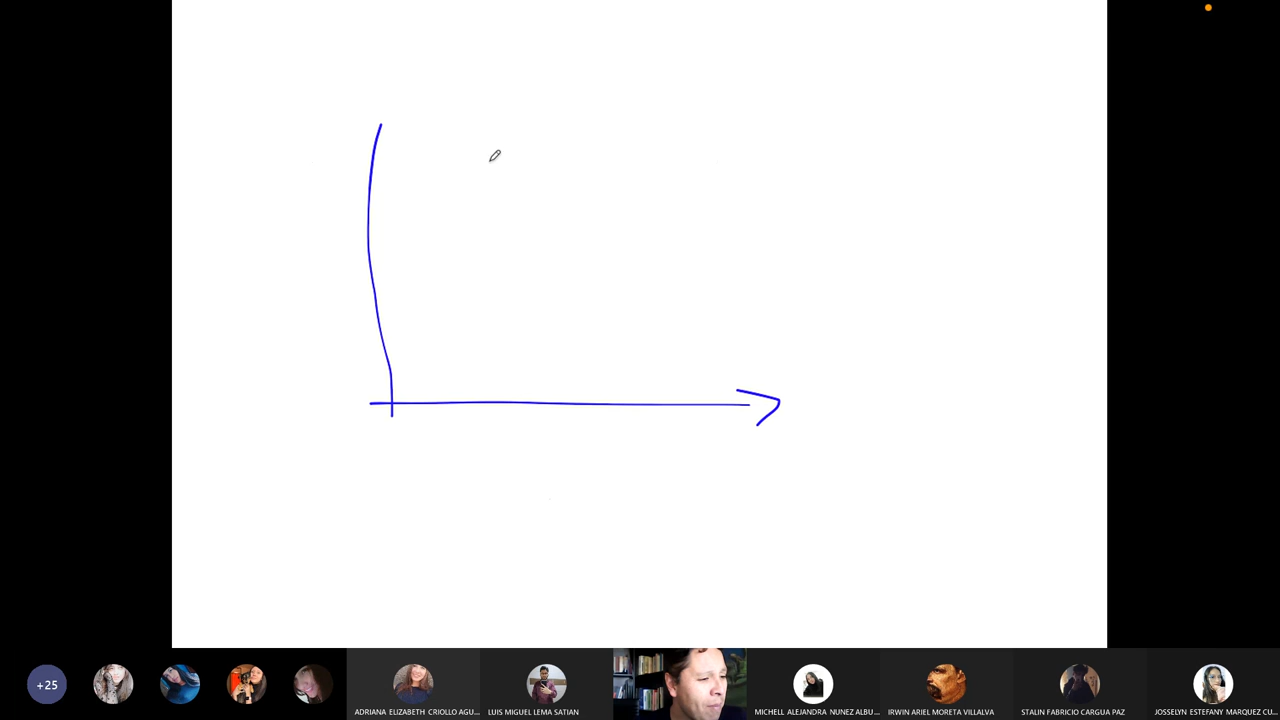 +25
ADRIANA ELIZABETH CRIOLLO AGU...
LUIS MIGUEL LEMA SATIAN
MICHELL ALEJANDRA NUNEZ ALBU...
IRWIN ARIEL MORETA VILLALVA
STALIN FABRICIO CARGUA PAZ
JOSSELYN ESTEFANY MARQUEZ CU...